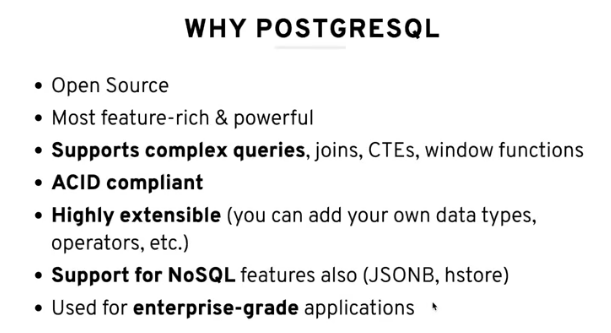 WHY POSTGRESQL
• Open Source
• Most feature-rich & powerful
• Supports complex queries, joins, CTEs, window functions
• ACID compliant
• Highly extensible (you can add your own data types,
operators, etc.)
• Support for NoSQL features also (JSONB, hstore)
• Used for enterprise-grade applications